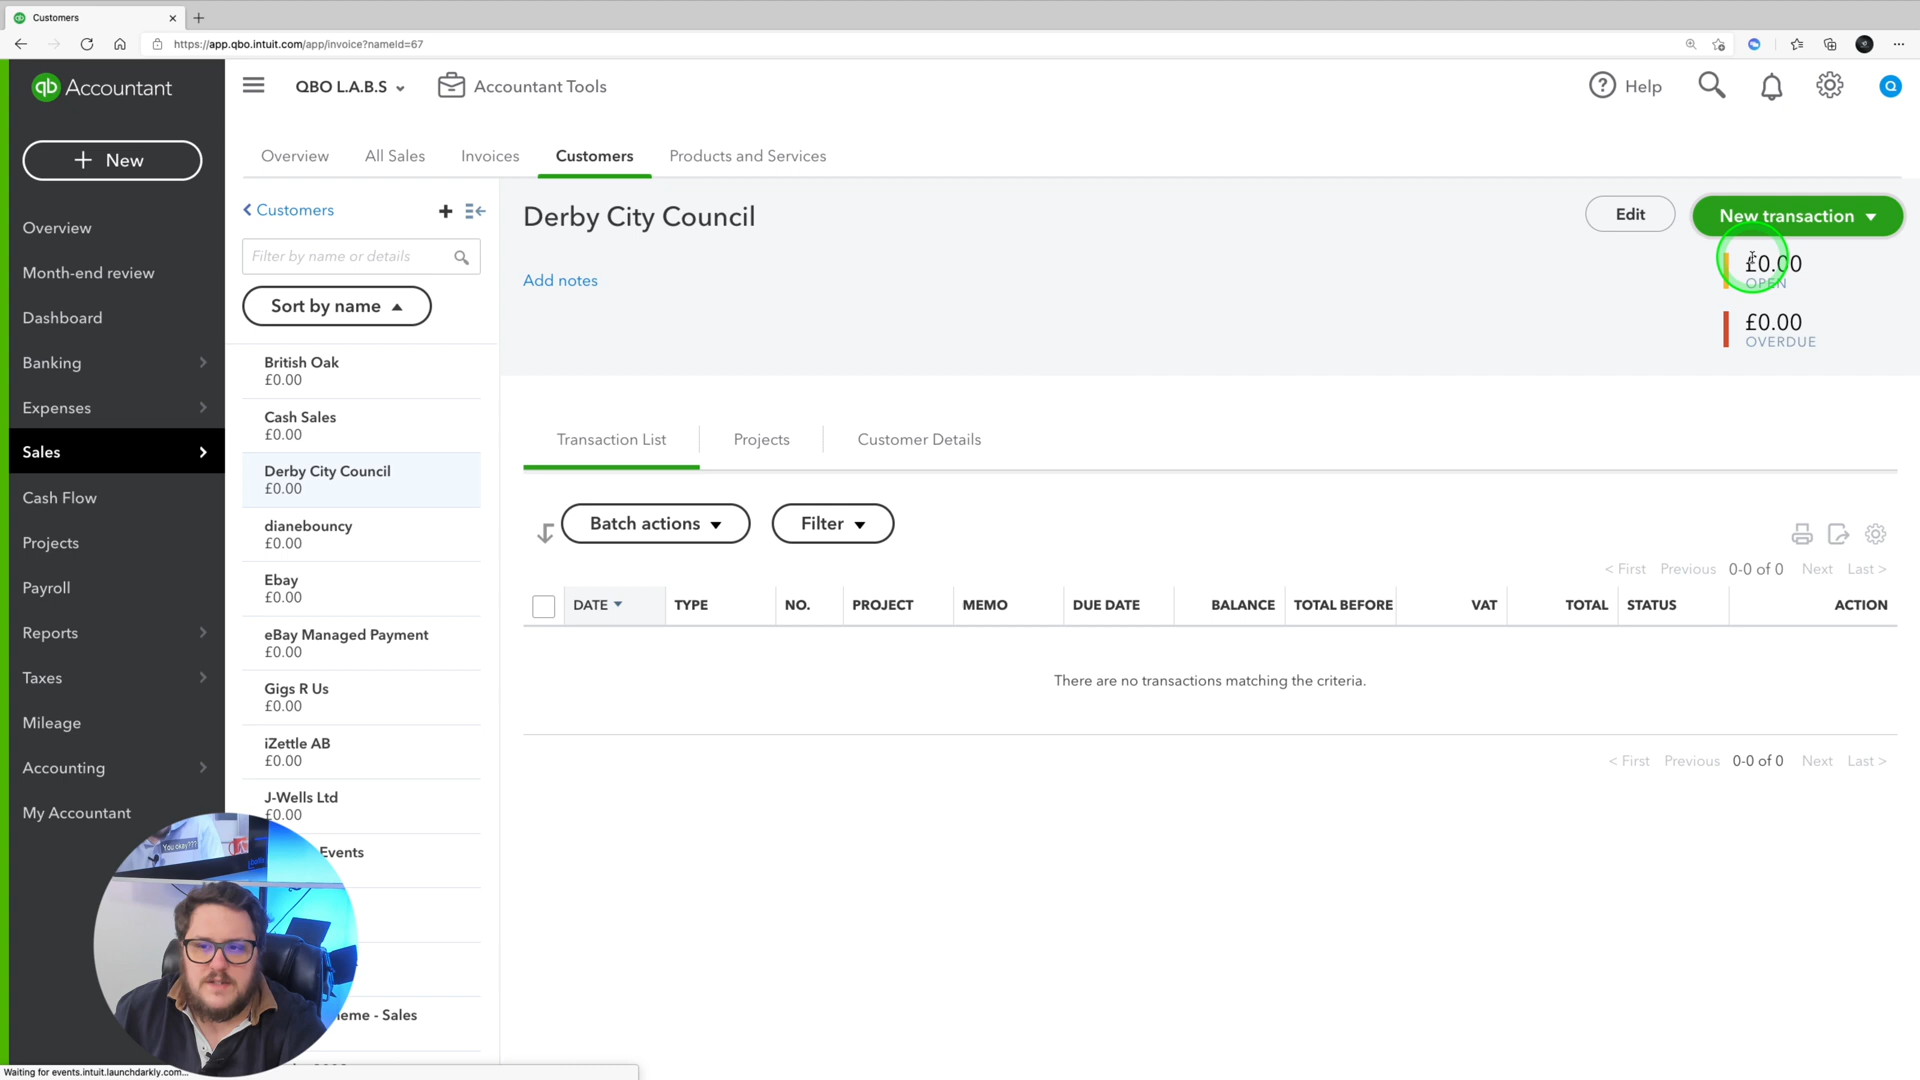 Customers
https://app.qbo.intuit.com/app/invoice?nameId=67
qb Accountant
QBO L.A.B.S
Accountant Tools
Help
Q
+ New
Overview
Month-end review
Dashboard
Banking
Expenses
Sales
Cash Flow
Projects
Payroll
Reports
Taxes
Mileage
Accounting
My Accountant
Overview All Sales Invoices Customers Products and Services
Customers
Filter by name or details
Sort by name
British Oak
£0.00
Cash Sales
£0.00
Derby City Council
£0.00
dianebouncy
£0.00
Ebay
£0.00
eBay Managed Payment
£0.00
Gigs R Us
£0.00
iZettle AB
£0.00
J-Wells Ltd
£0.00
Events
eme - Sales
Derby City Council
Edit
New transaction
Add notes
£0.00
OPEN
£0.00
OVERDUE
Transaction List Projects Customer Details
Batch actions Filter
< First Previous 0-0 of 0 Next Last >
DATE TYPE NO. PROJECT MEMO DUE DATE BALANCE TOTAL BEFORE VAT TOTAL STATUS ACTION
There are no transactions matching the criteria.
< First Previous 0-0 of 0 Next Last >
You okay???
Waiting for events.intuit.launchdarkly.com...